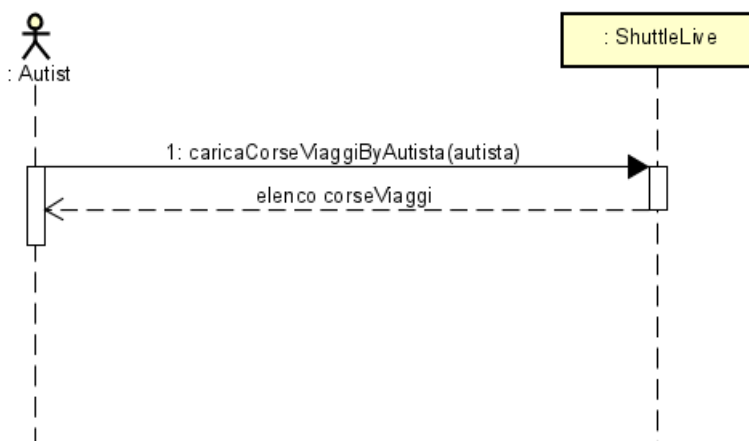 : Autist
: ShuttleLive
1: caricaCorseViaggiByAutista(autista)
elenco corseViaggi